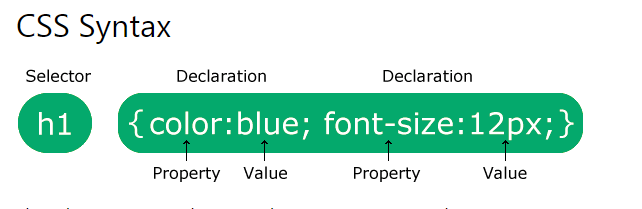 CSS Syntax
Selector Declaration Declaration
h1 {color:blue; font-size:12px;}
Property Value Property Value